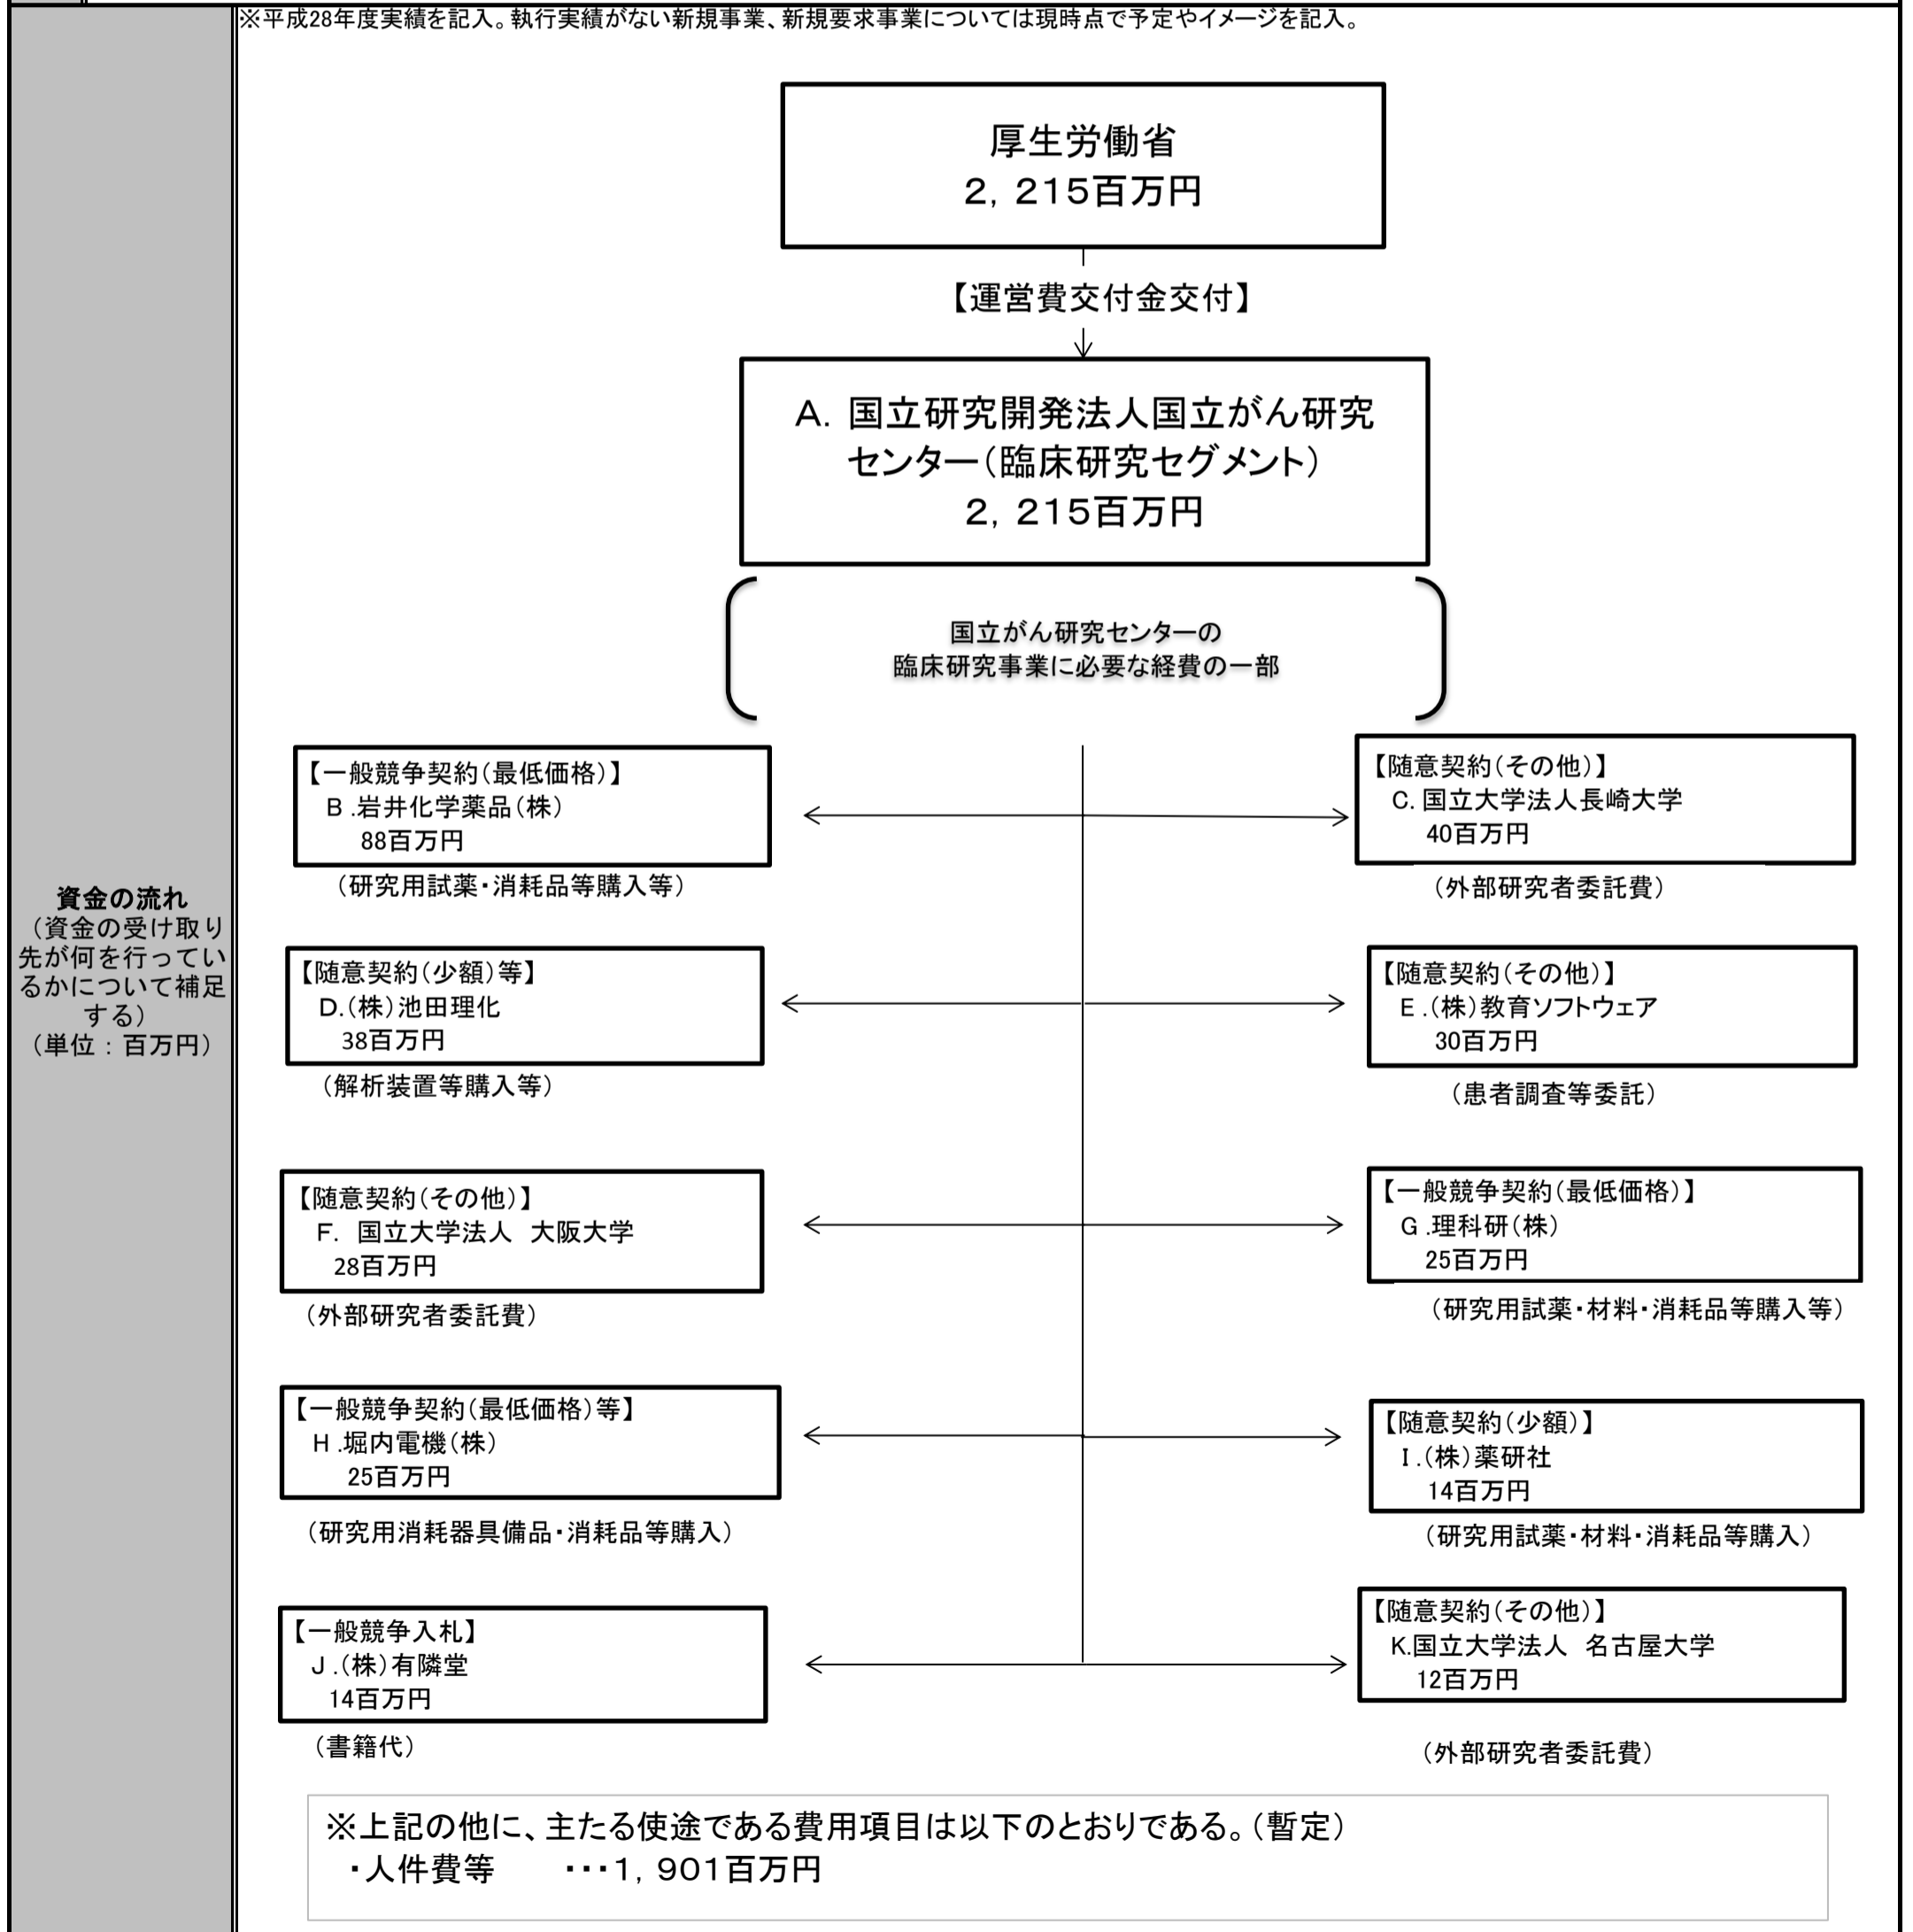 ※平成28年度実績を記入。執行実績がない新規事業、新規要求事業については現時点で予定やイメージを記入。
資金の流れ
（資金の受け取り
先が何を行ってい
るかについて補足
する）
（単位：百万円）
厚生労働省
２，２１５百万円
【運営費交付金交付】
Ａ．国立研究開発法人国立がん研究
センター（臨床研究セグメント）
２，２１５百万円
国立がん研究センターの
臨床研究事業に必要な経費の一部
【一般競争契約（最低価格）】
Ｂ．岩井化学薬品（株）
88百万円
（研究用試薬・消耗品等購入等）
【随意契約（その他）】
Ｃ．国立大学法人長崎大学
40百万円
（外部研究者委託費）
【随意契約（少額）等】
Ｄ．（株）池田理化
38百万円
（解析装置等購入等）
【随意契約（その他）】
Ｅ．（株）教育ソフトウェア
30百万円
（患者調査等委託）
【随意契約（その他）】
Ｆ．　国立大学法人　大阪大学
28百万円
（外部研究者委託費）
【一般競争契約（最低価格）】
Ｇ．理科研（株）
25百万円
（研究用試薬・材料・消耗品等購入等）
【一般競争契約（最低価格）等】
Ｈ．堀内電機（株）
25百万円
（研究用消耗器具備品・消耗品等購入）
【随意契約（少額）】
Ｉ．（株）薬研社
14百万円
（研究用試薬・材料・消耗品等購入）
【一般競争入札】
Ｊ．（株）有隣堂
14百万円
（書籍代）
【随意契約（その他）】
Ｋ．国立大学法人　名古屋大学
12百万円
（外部研究者委託費）
※上記の他に、主たる使途である費用項目は以下のとおりである。（暫定）
・人件費等　　・・・１，９０１百万円